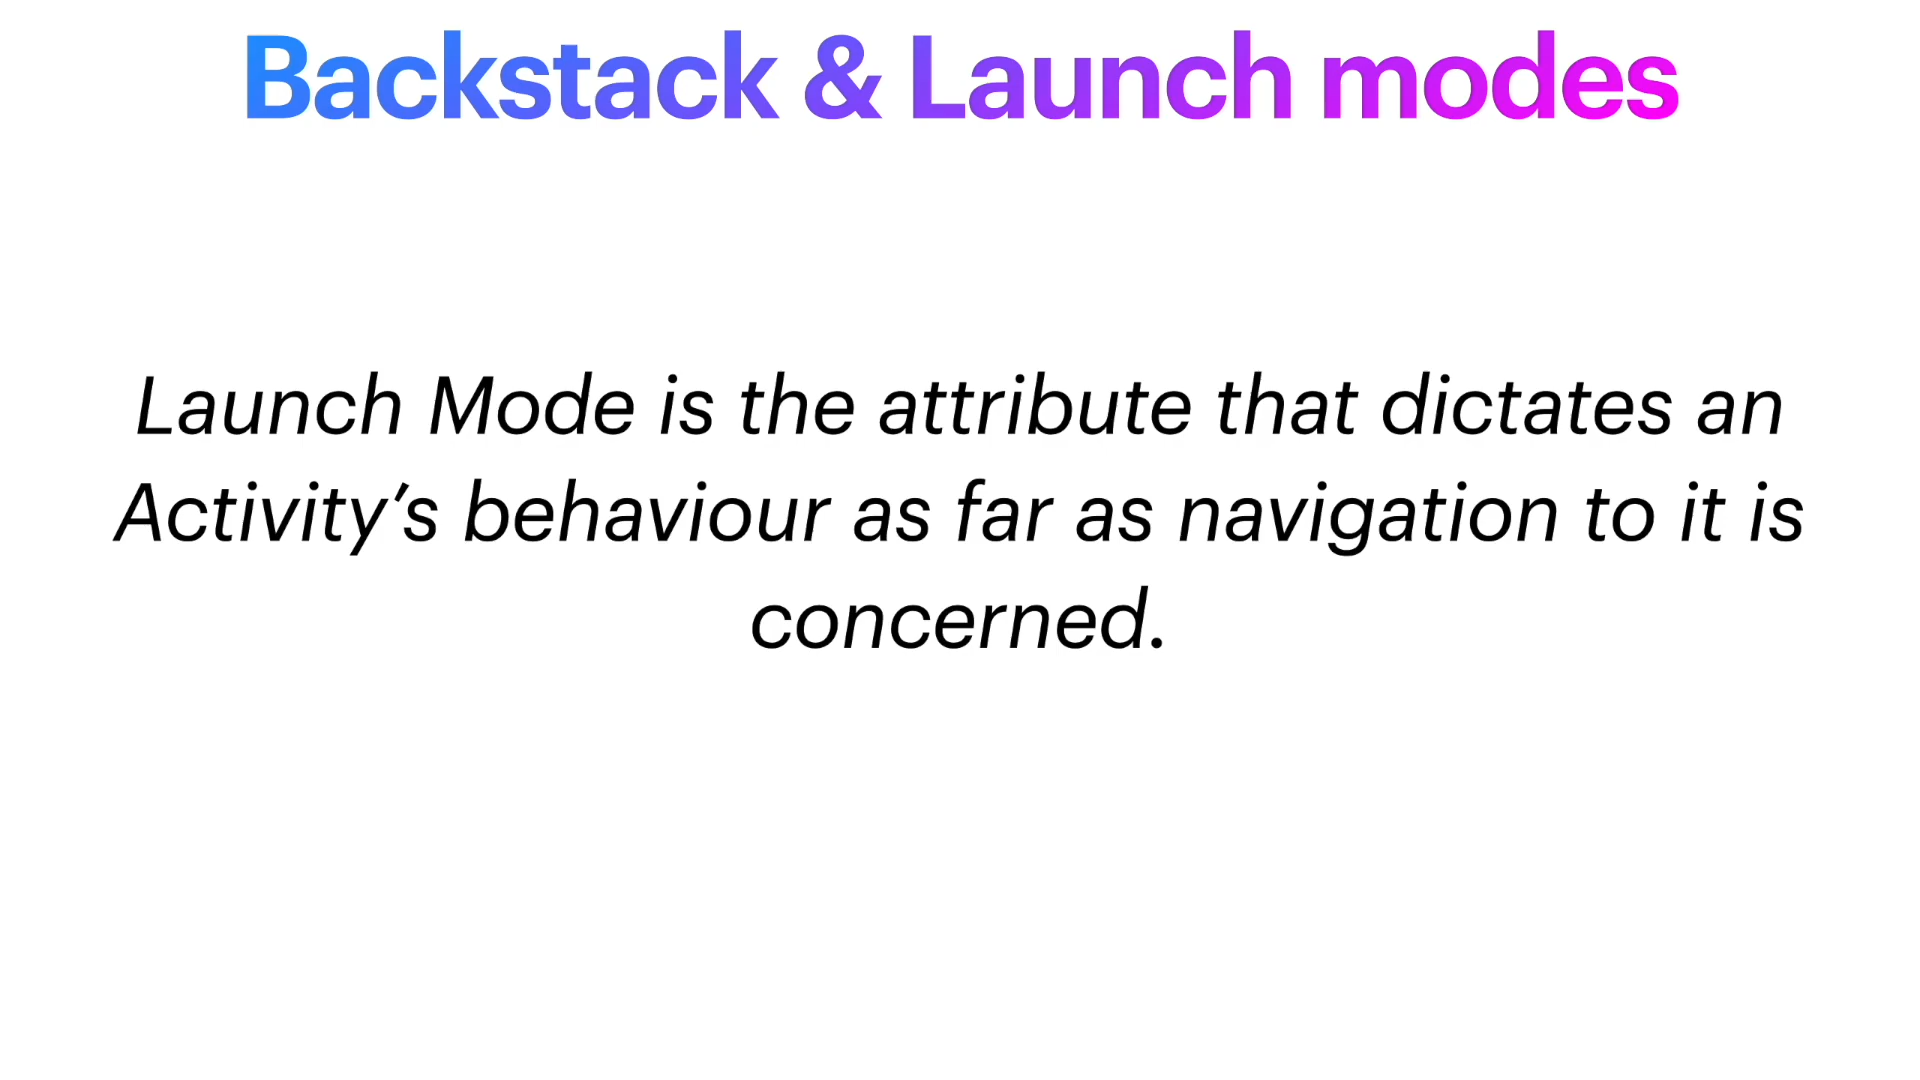 Backstack & Launch modes
Launch Mode is the attribute that dictates an
Activity’s behaviour as far as navigation to it is
concerned.